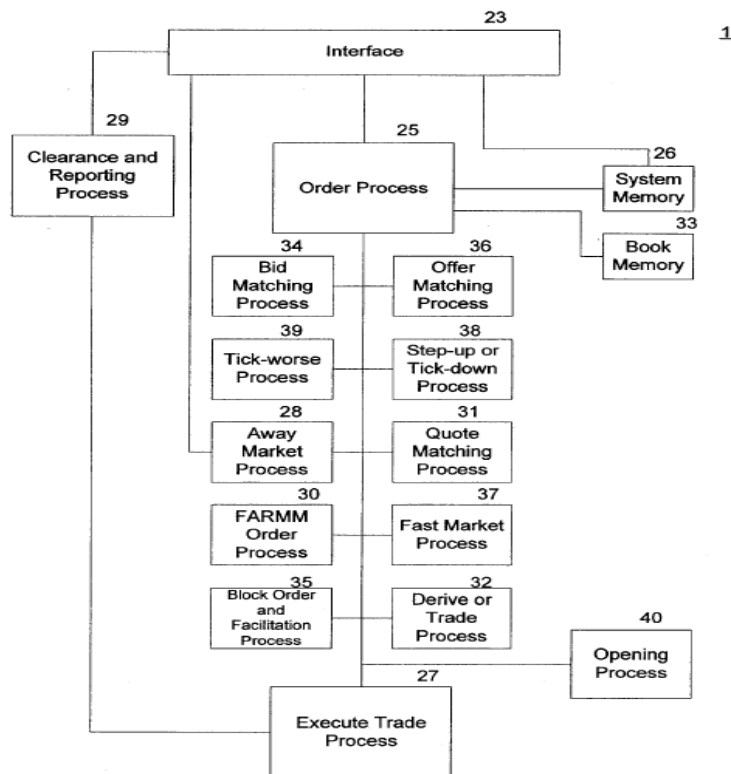 23
1
Interface
29
Clearance and
Reporting
Process
25
Order Process
26
System
Memory
33
Book
Memory
34
Bid
Matching
Process
36
Offer
Matching
Process
39
Tick-worse
Process
38
Step-up or
Tick-down
Process
28
Away
Market
Process
31
Quote
Matching
Process
30
FARMM
Order
Process
37
Fast Market
Process
35
Block Order
and
Facilitation
Process
32
Derive or
Trade
Process
40
Opening
Process
27
Execute Trade
Process